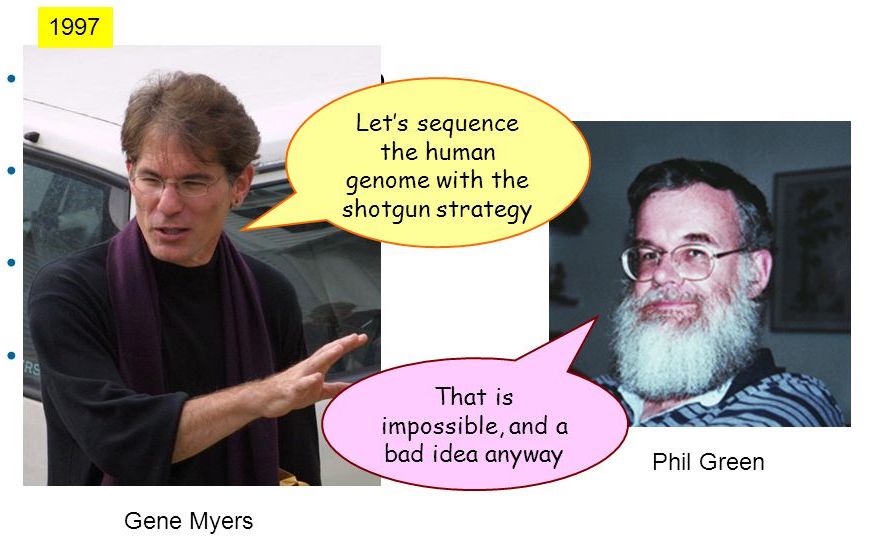 1997
Let's sequence
the human
genome with the
shotgun strategy
That is
impossible, and a
bad idea anyway
Phil Green
Gene Myers